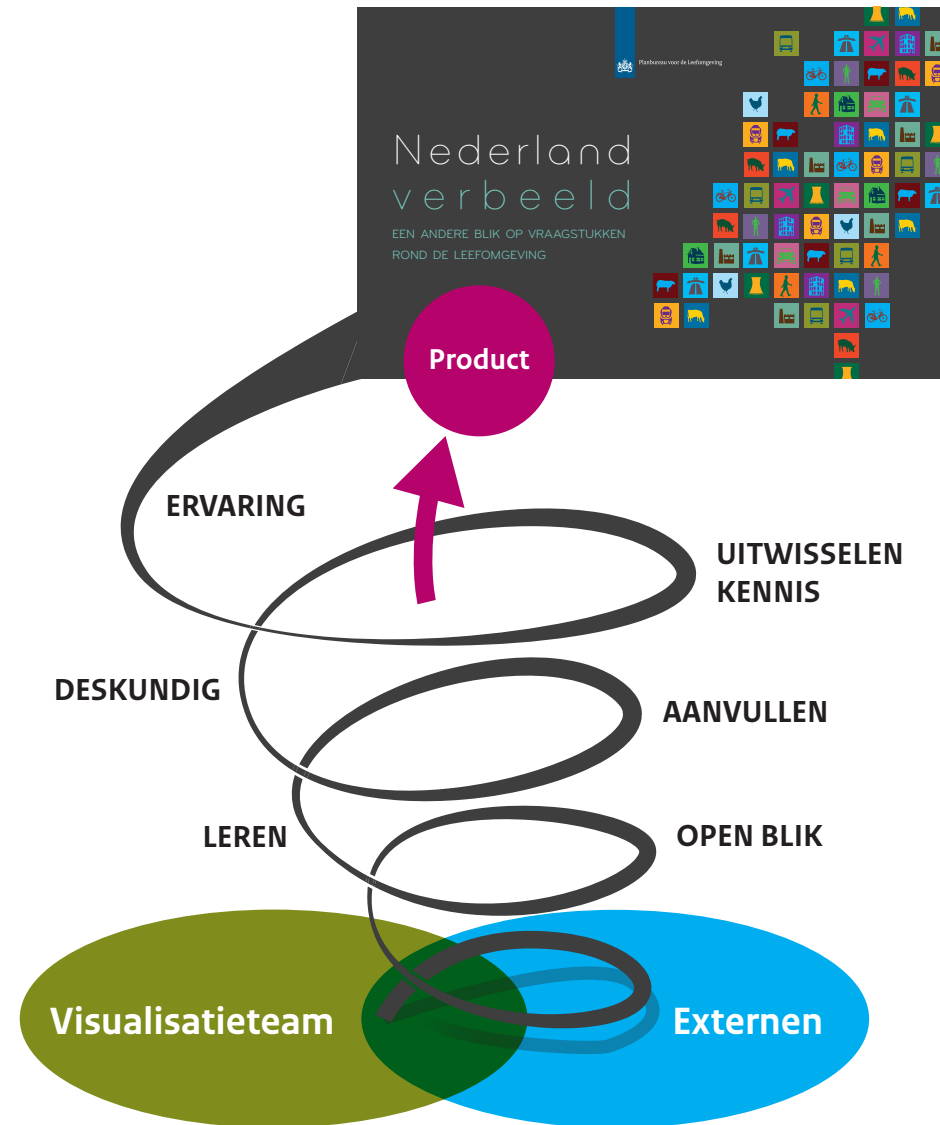 Planbureau voor de Leefomgeving
Nederland
verbeeld
EEN ANDERE BLIK OP VRAAGSTUKKEN
ROND DE LEEFOMGEVING
Product
ERVARING
UITWISSELEN
KENNIS
DESKUNDIG
AANVULLEN
LEREN
OPEN BLIK
Visualisatieteam
Externen